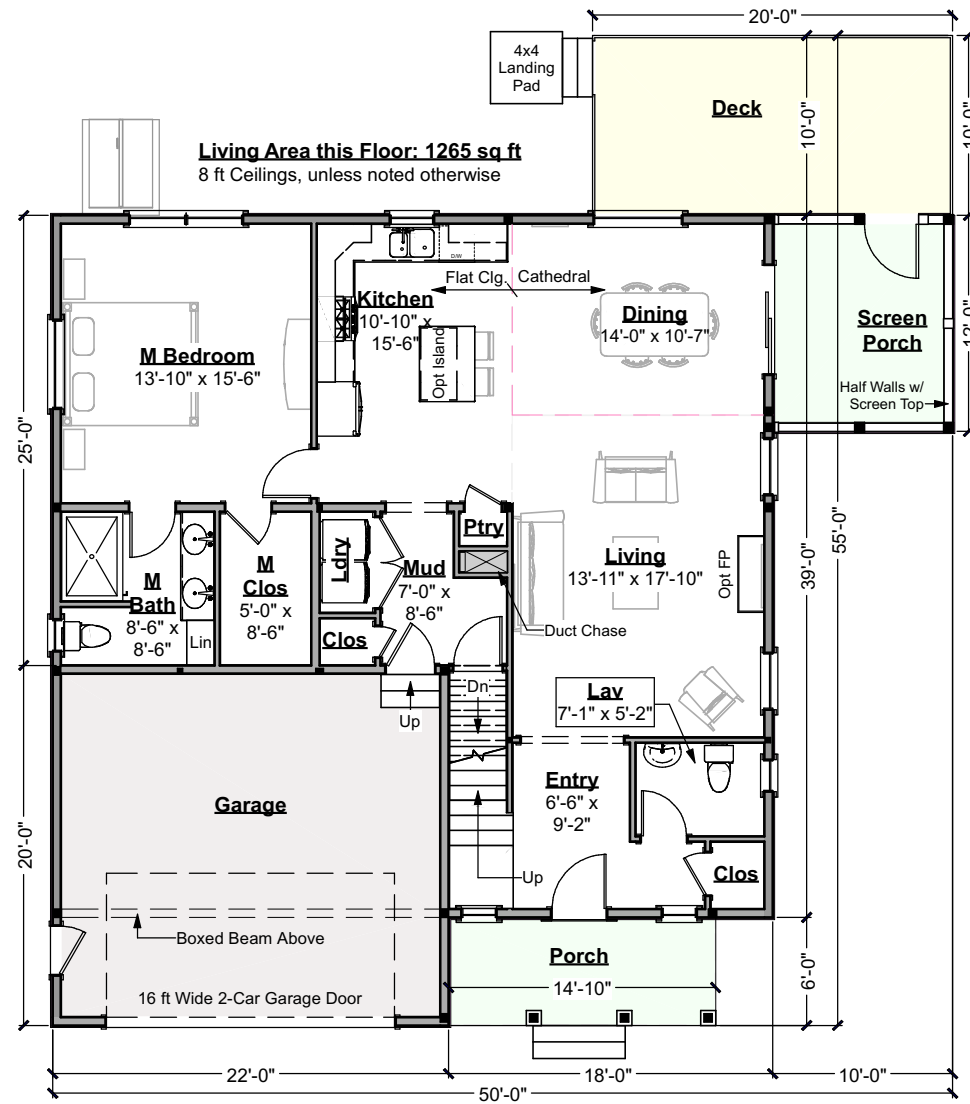 20'-0"
4x4
Landing
Pad
Deck
10'-0"
10'-0"
Living Area this Floor: 1265 sq ft
8 ft Ceilings, unless noted otherwise
D/W
Flat Clg.
Cathedral
Kitchen
10'-10" x
15'-6"
Opt Island
Dining
14'-0" x 10'-7"
Screen
Porch
12'-0"
Half Walls w/
Screen Top
M Bedroom
13'-10" x 15'-6"
25'-0"
55'-0"
39'-0"
Ptry
Ldry
Mud
7'-0" x
8'-6"
Living
13'-11" x 17'-10"
Opt FP
M
Bath
8'-6" x
8'-6"
M
Clos
5'-0" x
8'-6"
Lin
Clos
Duct Chase
Dn
Up
Lav
7'-1" x 5'-2"
Entry
6'-6" x
9'-2"
Garage
20'-0"
Up
Clos
Boxed Beam Above
16 ft Wide 2-Car Garage Door
Porch
14'-10"
6'-0"
22'-0"
18'-0"
10'-0"
50'-0"